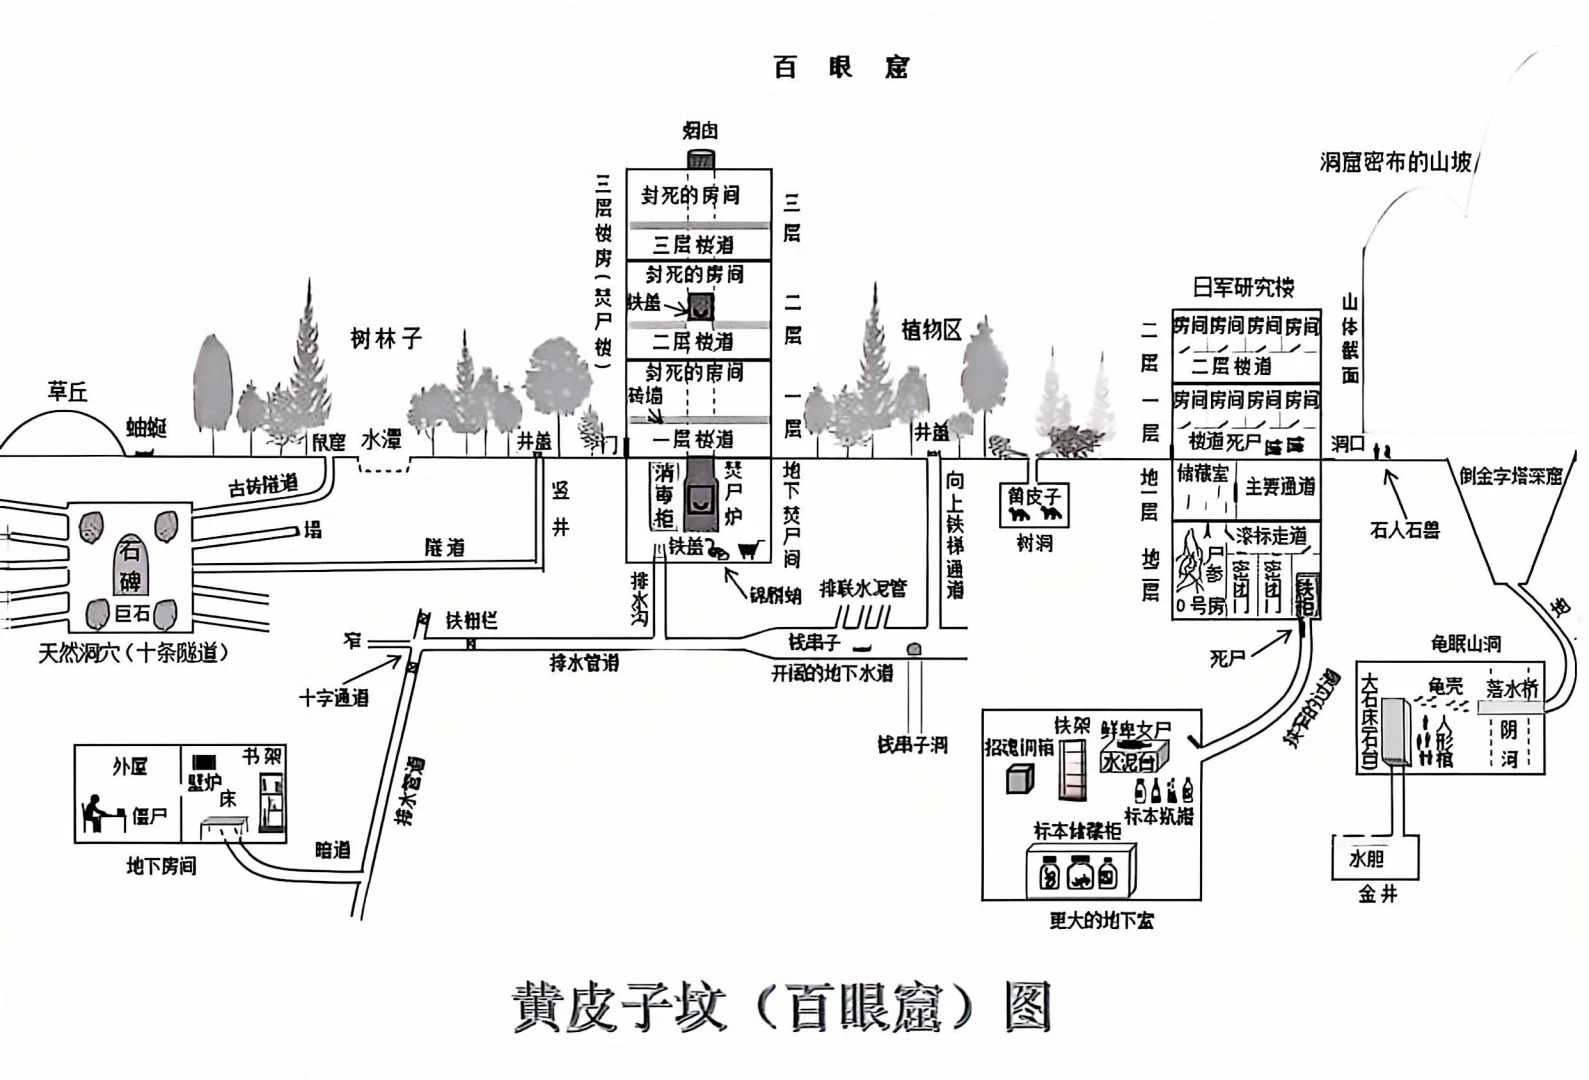 百眼窟
烟囱
洞窟密布的山坡
三层楼房(焚尸楼)
封死的房间
三层楼道
三层
封死的房间
铁盖
二层楼道
二层
封死的房间
砖墙
一层楼道
一层
日军研究楼
房间房间房间房间
二层楼道
二层
房间房间房间房间
楼道死尸
一层
山体截面
树林子
植物区
草丘
蚰蜒
鼠窟
水潭
井盖
门
井盖
洞口
古砖隧道
塌
隧道
竖井
石碑
巨石
天然洞穴(十条隧道)
消毒柜
焚尸炉
铁盖
地下焚尸间
锦鳞蚺
排水沟
向上铁梯通道
黄皮子
树洞
储藏室
主要通道
地一层
滚标走道
尸参
0号房
密闭门
密闭门
铁柜
地二层
死尸
石人石兽
倒金字塔深窟
铁栅栏
窄
十字通道
排水管道
排联水泥管
钱串子
开阔的地下水道
钱串子洞
狭窄的过道
龟眠山洞
大石床(石台)
龟壳
落水桥
人形棺
阴河
水胆
金井
外屋
僵尸
壁炉
书架
床
地下房间
暗道
排水管道
招魂铜箱
铁架
鲜卑女尸
水泥台
标本瓶罐
标本储藏柜
更大的地下室
黄皮子坟(百眼窟)图